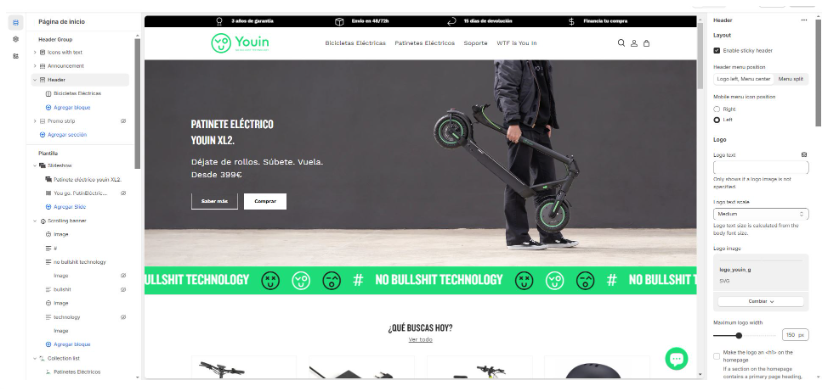 Página de inicio
Header Group
Icons with text
Announcement
Header
Bicicletas Eléctricas
Agregar bloque
Promo strip
Agregar sección
Plantilla
Slideshow
Patinete eléctrico youin XL2.
You go. PatinEléctric...
Agregar Slide
Scrolling banner
Image
#
no bullshit technology
Image
bullshit
Image
technology
Image
Agregar bloque
Collection list
Patinetes Eléctricos
3 años de garantía
Envío en 48/72h
15 días de devolución
Financia tu compra
Youin
Bicicletas Eléctricas
Patinetes Eléctricos
Soporte
WTF is You In
PATINETE ELÉCTRICO
YOUIN XL2.
Déjate de rollos. Súbete. Vuela.
Desde 399€
Saber más
Comprar
ULLSHIT TECHNOLOGY
# NO BULLSHIT TECHNOLOGY
# NO BULLSHIT T
¿QUÉ BUSCAS HOY?
Ver todo
Header
Layout
Enable sticky header
Header menu position
Logo left, Menu center
Menu split
Mobile menu icon position
Right
Left
Logo
Logo text
Only shows if a logo image is not
specified.
Logo text scale
Medium
Logo text size is calculated from the
body font size.
Logo image
logo_youin_g
SVG
Cambiar
Maximum logo width
150 px
Make the logo an <h1> on the
homepage
If a section on the homepage
contains a primary page heading,